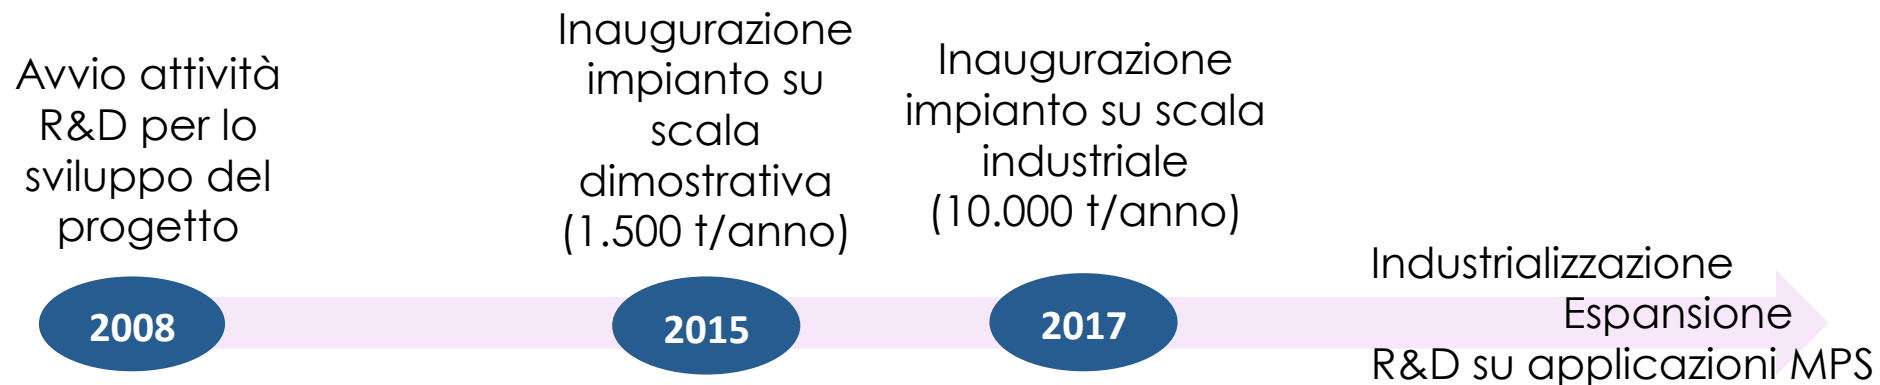 Avvio attività
R&D per lo
sviluppo del
progetto
Inaugurazione
impianto su
scala
dimostrativa
(1.500 t/anno)
Inaugurazione
impianto su scala
industriale
(10.000 t/anno)
Industrializzazione
Espansione
R&D su applicazioni MPS
2008
2015
2017